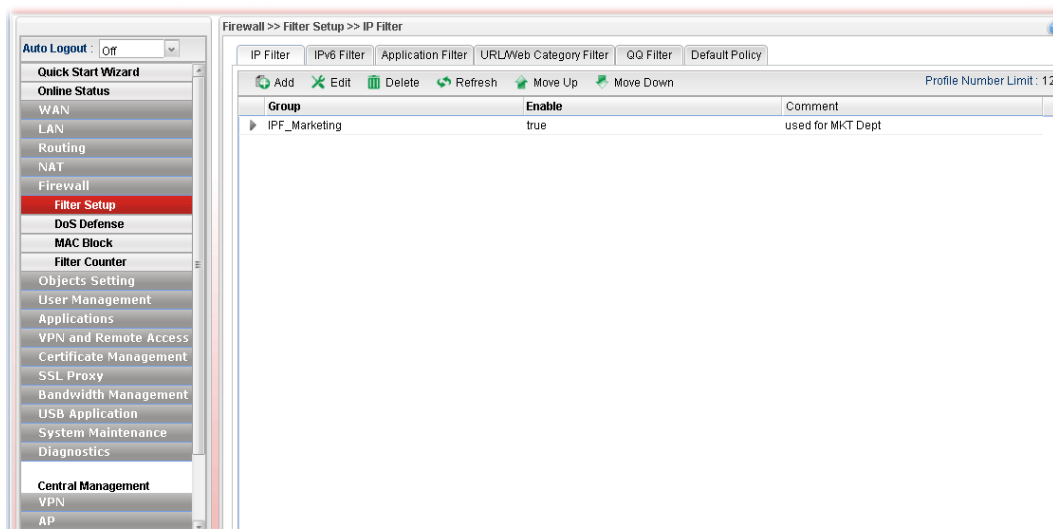 Firewall >> Filter Setup >> IP Filter
Auto Logout : Off
Quick Start Wizard
Online Status
WAN
LAN
Routing
NAT
Firewall
Filter Setup
DoS Defense
MAC Block
Filter Counter
Objects Setting
User Management
Applications
VPN and Remote Access
Certificate Management
SSL Proxy
Bandwidth Management
USB Application
System Maintenance
Diagnostics
Central Management
VPN
AP
IP Filter IPv6 Filter Application Filter URL/Web Category Filter QQ Filter Default Policy
Add Edit Delete Refresh Move Up Move Down Profile Number Limit : 12
Group Enable Comment
IPF_Marketing true used for MKT Dept